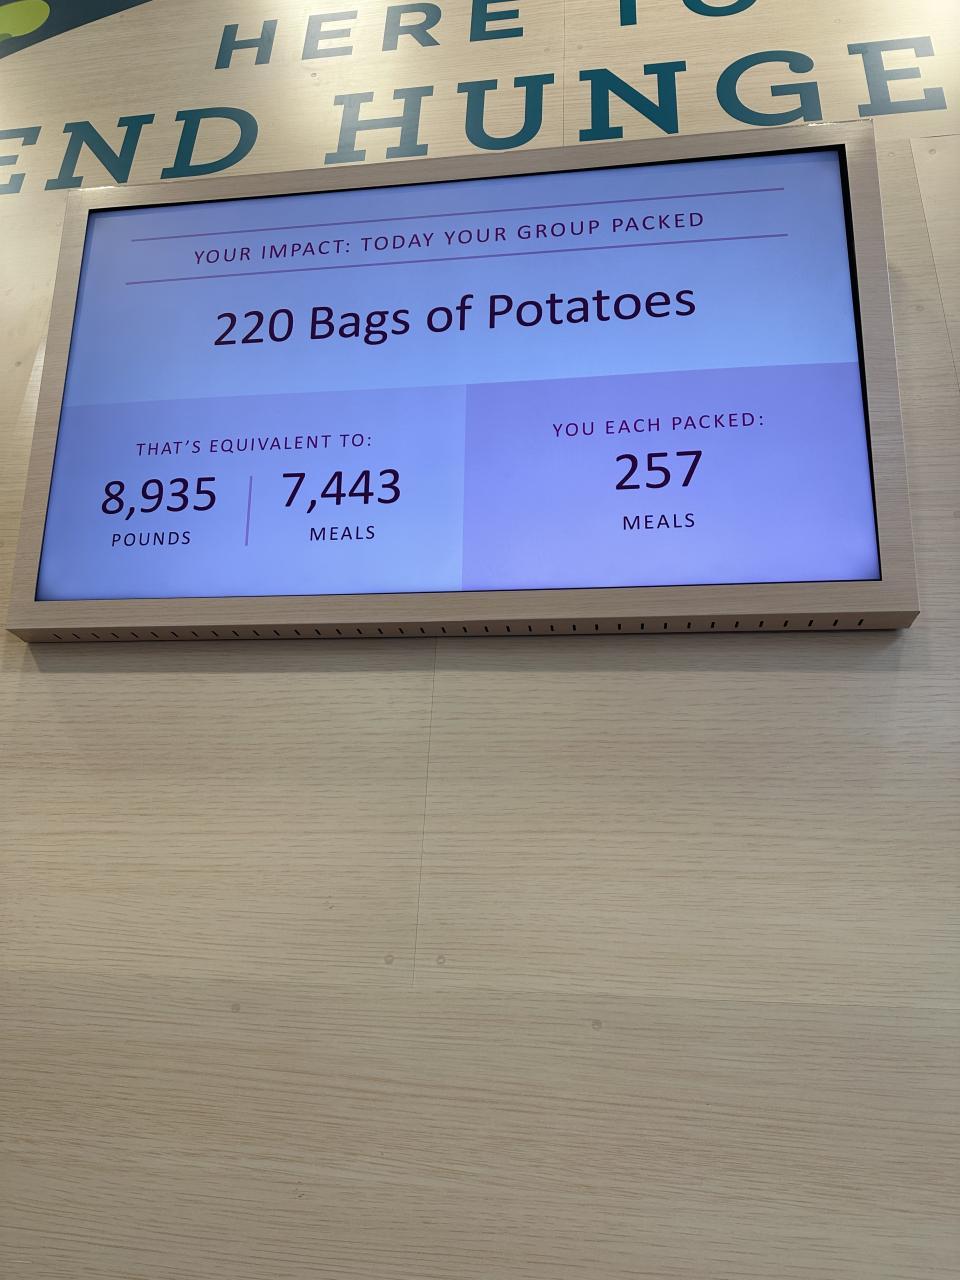 HERE TO
END HUNGE
YOUR IMPACT: TODAY YOUR GROUP PACKED
220 Bags of Potatoes
THAT'S EQUIVALENT TO:
8,935
POUNDS
7,443
MEALS
YOU EACH PACKED:
257
MEALS